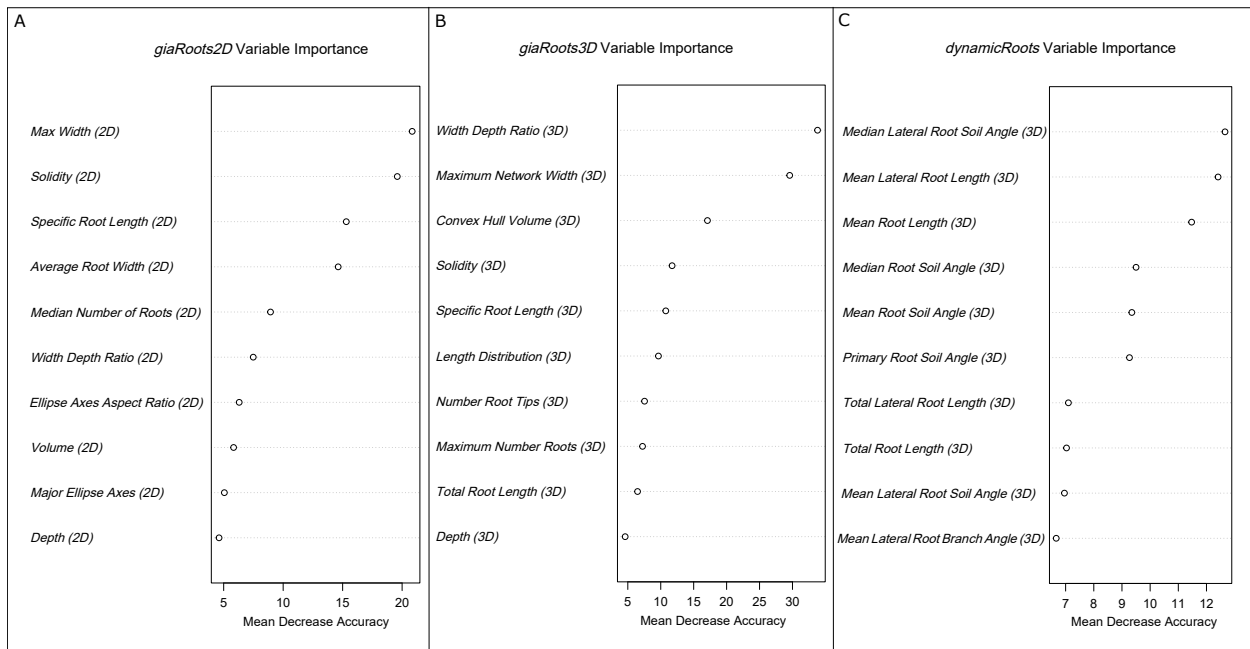 A
giaRoots2D Variable Importance
Max Width (2D)
Solidity (2D)
Specific Root Length (2D)
Average Root Width (2D)
Median Number of Roots (2D)
Width Depth Ratio (2D)
Ellipse Axes Aspect Ratio (2D)
Volume (2D)
Major Ellipse Axes (2D)
Depth (2D)
5 10 15 20
Mean Decrease Accuracy
B
giaRoots3D Variable Importance
Width Depth Ratio (3D)
Maximum Network Width (3D)
Convex Hull Volume (3D)
Solidity (3D)
Specific Root Length (3D)
Length Distribution (3D)
Number Root Tips (3D)
Maximum Number Roots (3D)
Total Root Length (3D)
Depth (3D)
5 10 15 20 25 30
Mean Decrease Accuracy
C
dynamicRoots Variable Importance
Median Lateral Root Soil Angle (3D)
Mean Lateral Root Length (3D)
Mean Root Length (3D)
Median Root Soil Angle (3D)
Mean Root Soil Angle (3D)
Primary Root Soil Angle (3D)
Total Lateral Root Length (3D)
Total Root Length (3D)
Mean Lateral Root Soil Angle (3D)
Mean Lateral Root Branch Angle (3D)
7 8 9 10 11 12
Mean Decrease Accuracy